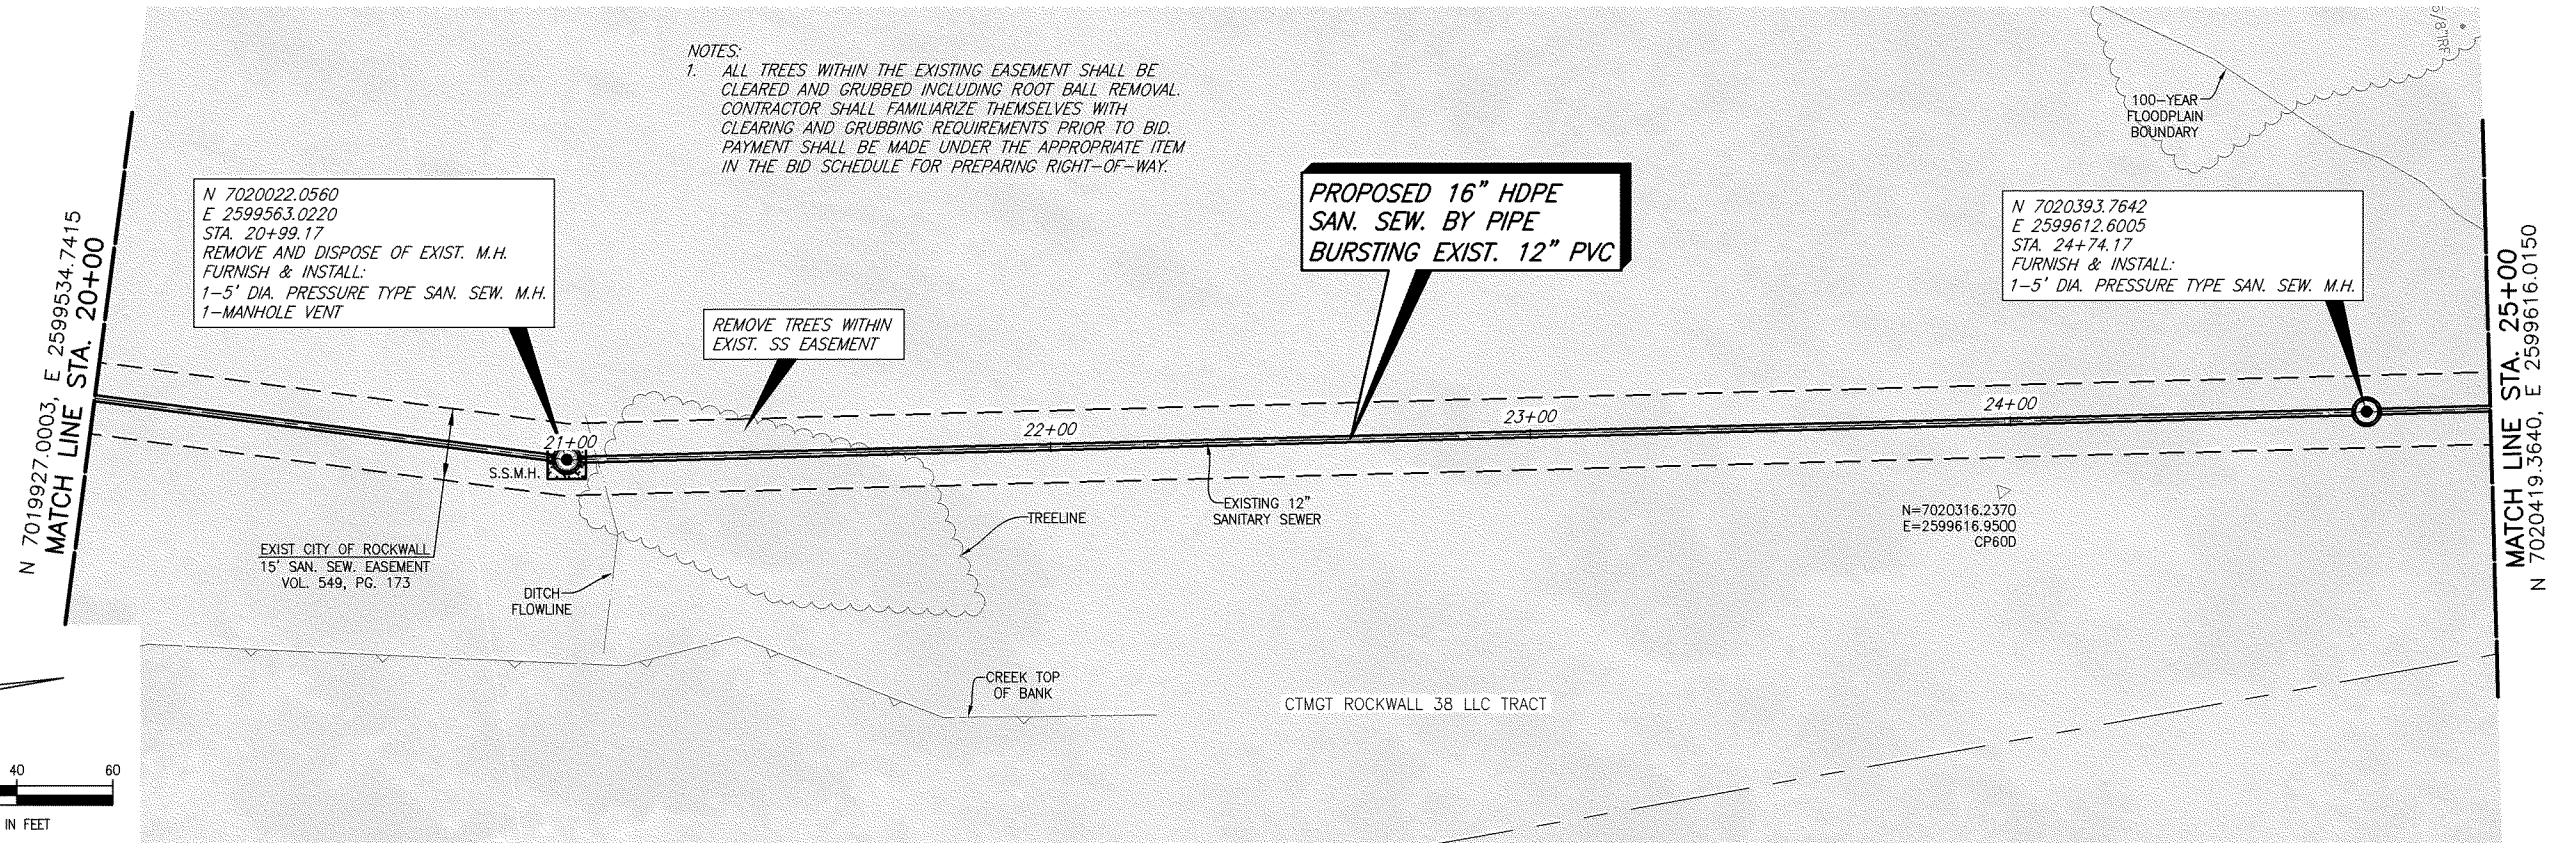 NOTES:
1. ALL TREES WITHIN THE EXISTING EASEMENT SHALL BE
CLEARED AND GRUBBED INCLUDING ROOT BALL REMOVAL.
CONTRACTOR SHALL FAMILIARIZE THEMSELVES WITH
CLEARING AND GRUBBING REQUIREMENTS PRIOR TO BID.
PAYMENT SHALL BE MADE UNDER THE APPROPRIATE ITEM
IN THE BID SCHEDULE FOR PREPARING RIGHT-OF-WAY.
5/8"IRF
100-YEAR
FLOODPLAIN
BOUNDARY
N 7019927.0003, E 2599534.7415
MATCH LINE STA. 20+00
N 7020022.0560
E 2599563.0220
STA. 20+99.17
REMOVE AND DISPOSE OF EXIST. M.H.
FURNISH & INSTALL:
1-5' DIA. PRESSURE TYPE SAN. SEW. M.H.
1-MANHOLE VENT
REMOVE TREES WITHIN
EXIST. SS EASEMENT
PROPOSED 16" HDPE
SAN. SEW. BY PIPE
BURSTING EXIST. 12" PVC
N 7020393.7642
E 2599612.6005
STA. 24+74.17
FURNISH & INSTALL:
1-5' DIA. PRESSURE TYPE SAN. SEW. M.H.
MATCH LINE STA. 25+00
N 7020419.3640, E 2599616.0150
21+00
22+00
23+00
24+00
S.S.M.H.
EXISTING 12"
SANITARY SEWER
TREELINE
N=7020316.2370
E=2599616.9500
CP60D
EXIST CITY OF ROCKWALL
15' SAN. SEW. EASEMENT
VOL. 549, PG. 173
DITCH
FLOWLINE
CREEK TOP
OF BANK
CTMGT ROCKWALL 38 LLC TRACT
40 60
IN FEET